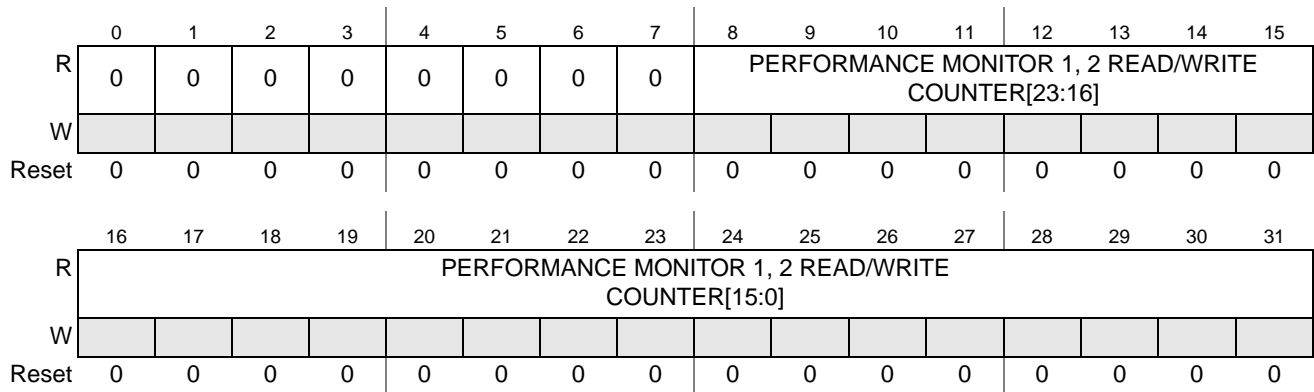 0 1 2 3 4 5 6 7 8 9 10 11 12 13 14 15
R 0 0 0 0 0 0 0 0 PERFORMANCE MONITOR 1, 2 READ/WRITE
COUNTER[23:16]
W
Reset 0 0 0 0 0 0 0 0 0 0 0 0 0 0 0 0
16 17 18 19 20 21 22 23 24 25 26 27 28 29 30 31
R PERFORMANCE MONITOR 1, 2 READ/WRITE
COUNTER[15:0]
W
Reset 0 0 0 0 0 0 0 0 0 0 0 0 0 0 0 0